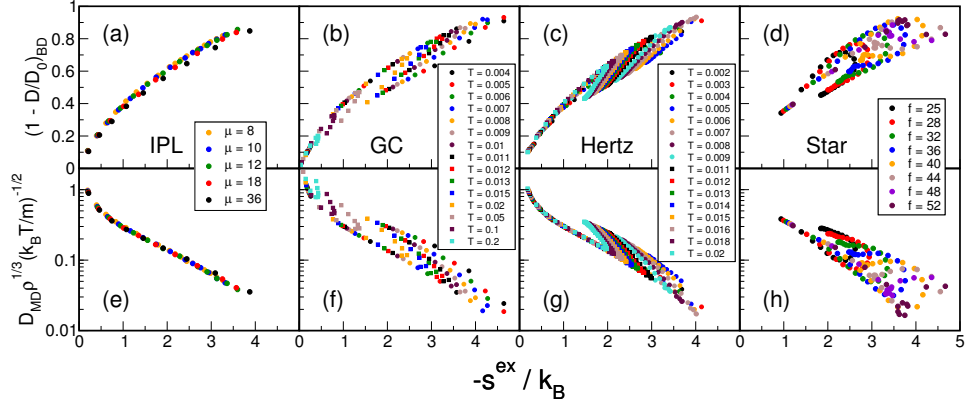 (1 - D/D₀)_BD
1
0.8
0.6
0.4
0.2
0
(a)
(b)
(c)
(d)
IPL
GC
Hertz
Star
μ = 8
μ = 10
μ = 12
μ = 18
μ = 36
T = 0.004
T = 0.005
T = 0.006
T = 0.007
T = 0.008
T = 0.009
T = 0.01
T = 0.011
T = 0.012
T = 0.013
T = 0.015
T = 0.02
T = 0.05
T = 0.1
T = 0.2
T = 0.002
T = 0.003
T = 0.004
T = 0.005
T = 0.006
T = 0.007
T = 0.008
T = 0.009
T = 0.011
T = 0.012
T = 0.013
T = 0.014
T = 0.015
T = 0.016
T = 0.018
T = 0.02
f = 25
f = 28
f = 32
f = 36
f = 40
f = 44
f = 48
f = 52
D_MD ρ^1/3 (k_B T/m)^-1/2
1
0.1
0.01
(e)
(f)
(g)
(h)
0 1 2 3 4 0 1 2 3 4 0 1 2 3 4 0 1 2 3 4 5
-s^ex / k_B